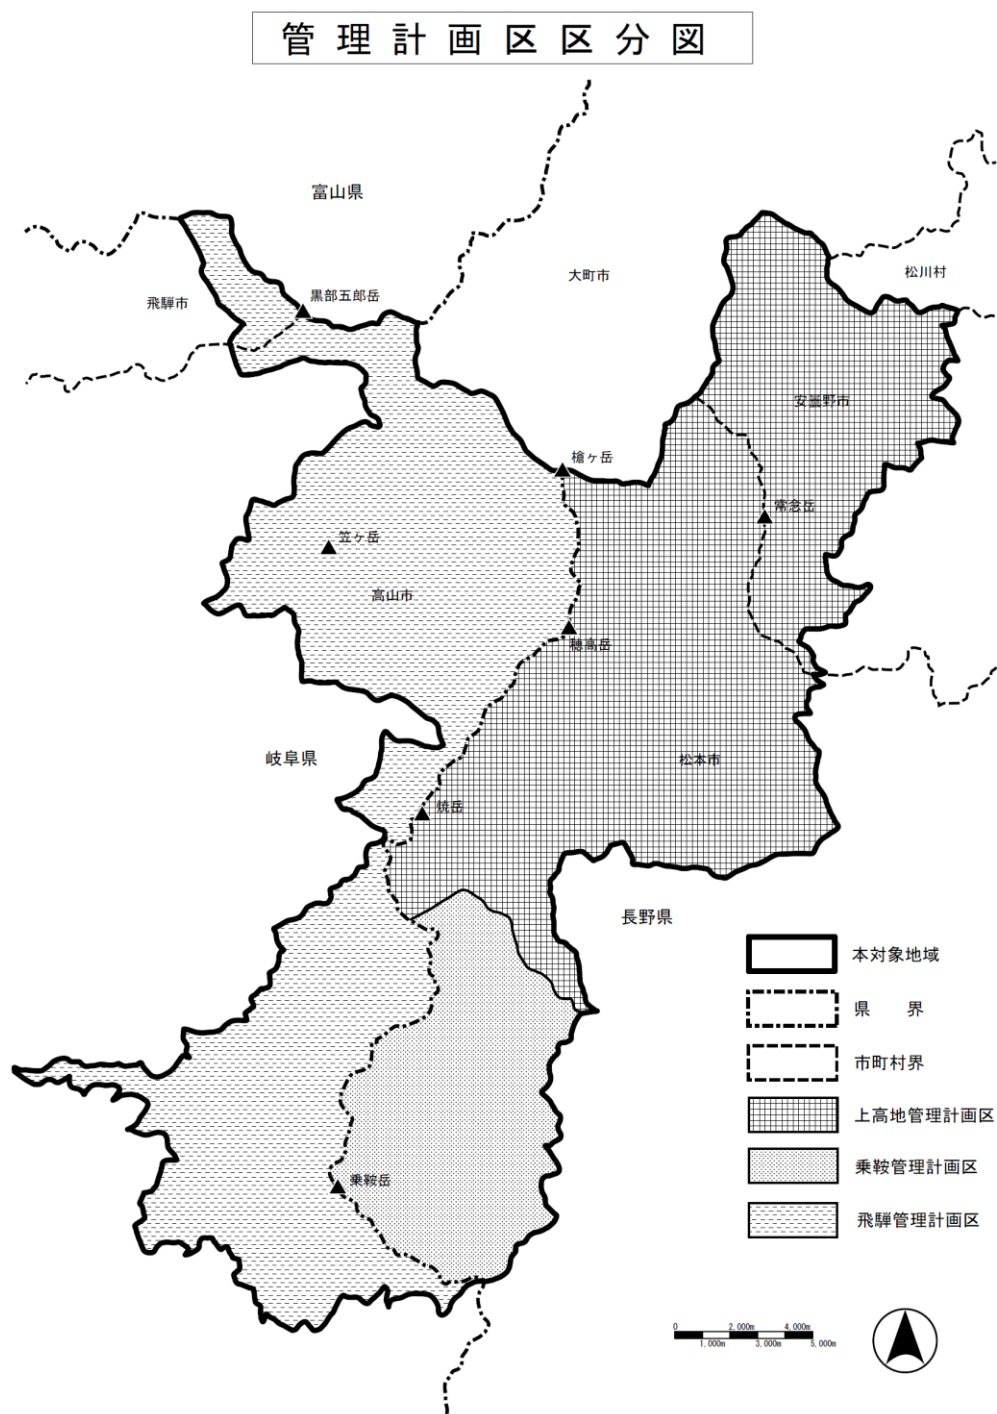 管理計画区区分図
富山県
大町市
松川村
飛騨市
黒部五郎岳
安曇野市
槍ヶ岳
常念岳
笠ヶ岳
高山市
穂高岳
岐阜県
松本市
焼岳
長野県
乗鞍岳
本対象地域
県　界
市町村界
上高地管理計画区
乗鞍管理計画区
飛騨管理計画区
0 2,000m 4,000m
1,000m 3,000m 5,000m